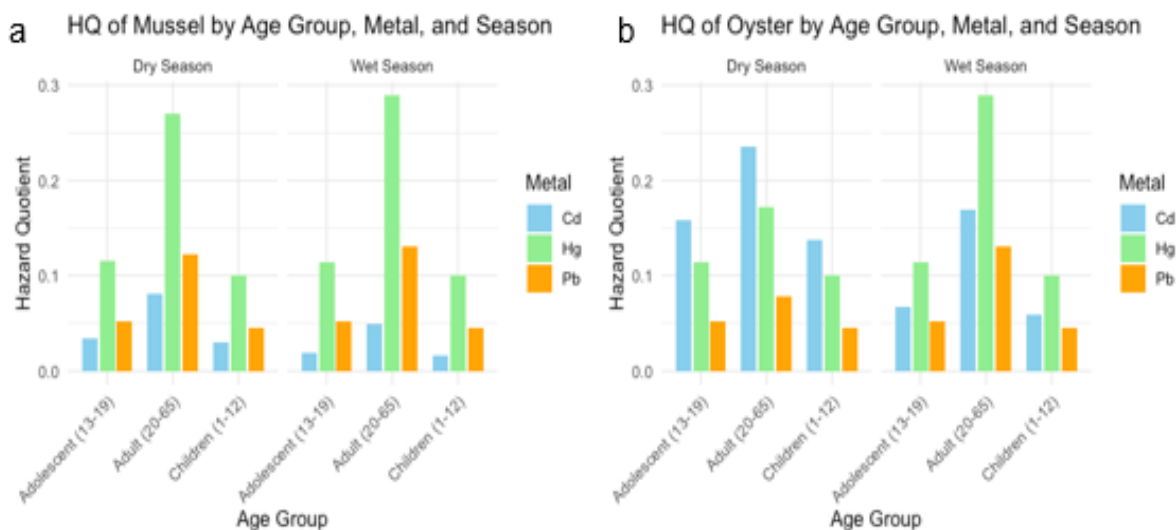 a HQ of Mussel by Age Group, Metal, and Season
Dry Season Wet Season
0.3
0.2
0.1
0.0
Hazard Quotient
Adolescent (13-19)
Adult (20-65)
Children (1-12)
Adolescent (13-19)
Adult (20-65)
Children (1-12)
Age Group
Metal
Cd
Hg
Pb
b HQ of Oyster by Age Group, Metal, and Season
Dry Season Wet Season
0.3
0.2
0.1
0.0
Hazard Quotient
Adolescent (13-19)
Adult (20-65)
Children (1-12)
Adolescent (13-19)
Adult (20-65)
Children (1-12)
Age Group
Metal
Cd
Hg
Pb